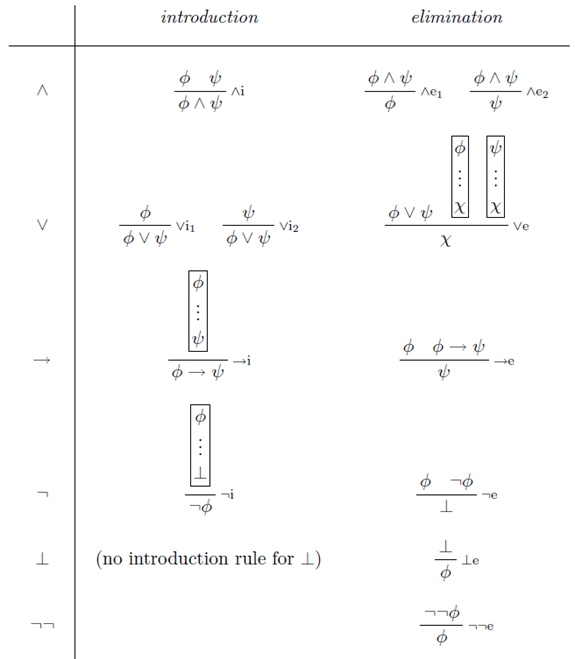 introduction elimination
∧ ϕ ψ / ϕ ∧ ψ ∧i ϕ ∧ ψ / ϕ ∧e₁ ϕ ∧ ψ / ψ ∧e₂
∨ ϕ / ϕ ∨ ψ ∨i₁ ψ / ϕ ∨ ψ ∨i₂ ϕ ∨ ψ ϕ ⋮ χ ψ ⋮ χ / χ ∨e
→ ϕ ⋮ ψ / ϕ → ψ →i ϕ ϕ → ψ / ψ →e
¬ ϕ ⋮ ⊥ / ¬ϕ ¬i ϕ ¬ϕ / ⊥ ¬e
⊥ (no introduction rule for ⊥) ⊥ / ϕ ⊥e
¬¬ ¬¬ϕ / ϕ ¬¬e